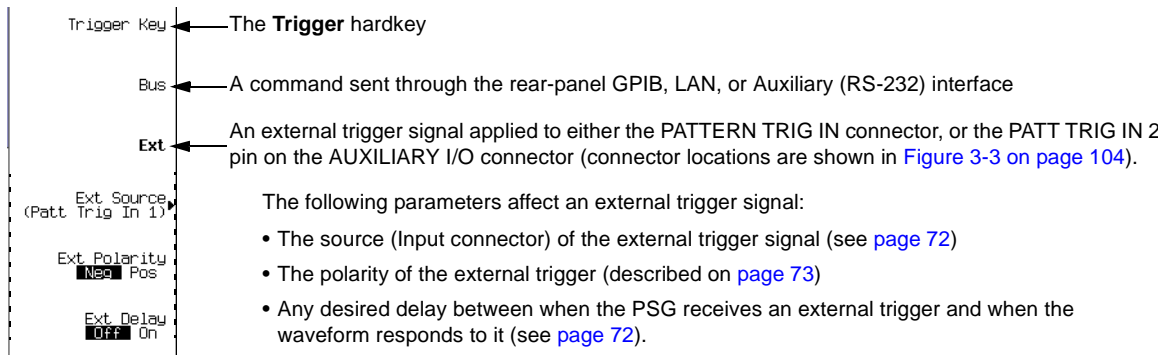 Trigger Key
The Trigger hardkey
Bus
A command sent through the rear-panel GPIB, LAN, or Auxiliary (RS-232) interface
Ext
An external trigger signal applied to either the PATTERN TRIG IN connector, or the PATT TRIG IN 2
pin on the AUXILIARY I/O connector (connector locations are shown in Figure 3-3 on page 104).
Ext Source
(Patt Trig In 1)
The following parameters affect an external trigger signal:
• The source (Input connector) of the external trigger signal (see page 72)
Ext Polarity
Neg Pos
• The polarity of the external trigger (described on page 73)
Ext Delay
Off On
• Any desired delay between when the PSG receives an external trigger and when the
waveform responds to it (see page 72).